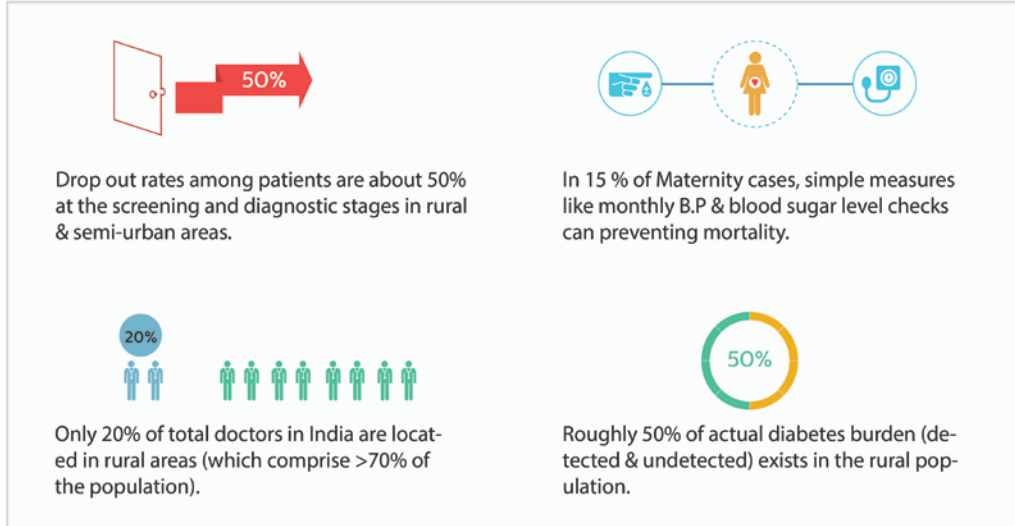 50%
Drop out rates among patients are about 50%
at the screening and diagnostic stages in rural
& semi-urban areas.
In 15 % of Maternity cases, simple measures
like monthly B.P & blood sugar level checks
can preventing mortality.
20%
Only 20% of total doctors in India are locat-
ed in rural areas (which comprise >70% of
the population).
50%
Roughly 50% of actual diabetes burden (de-
tected & undetected) exists in the rural pop-
ulation.